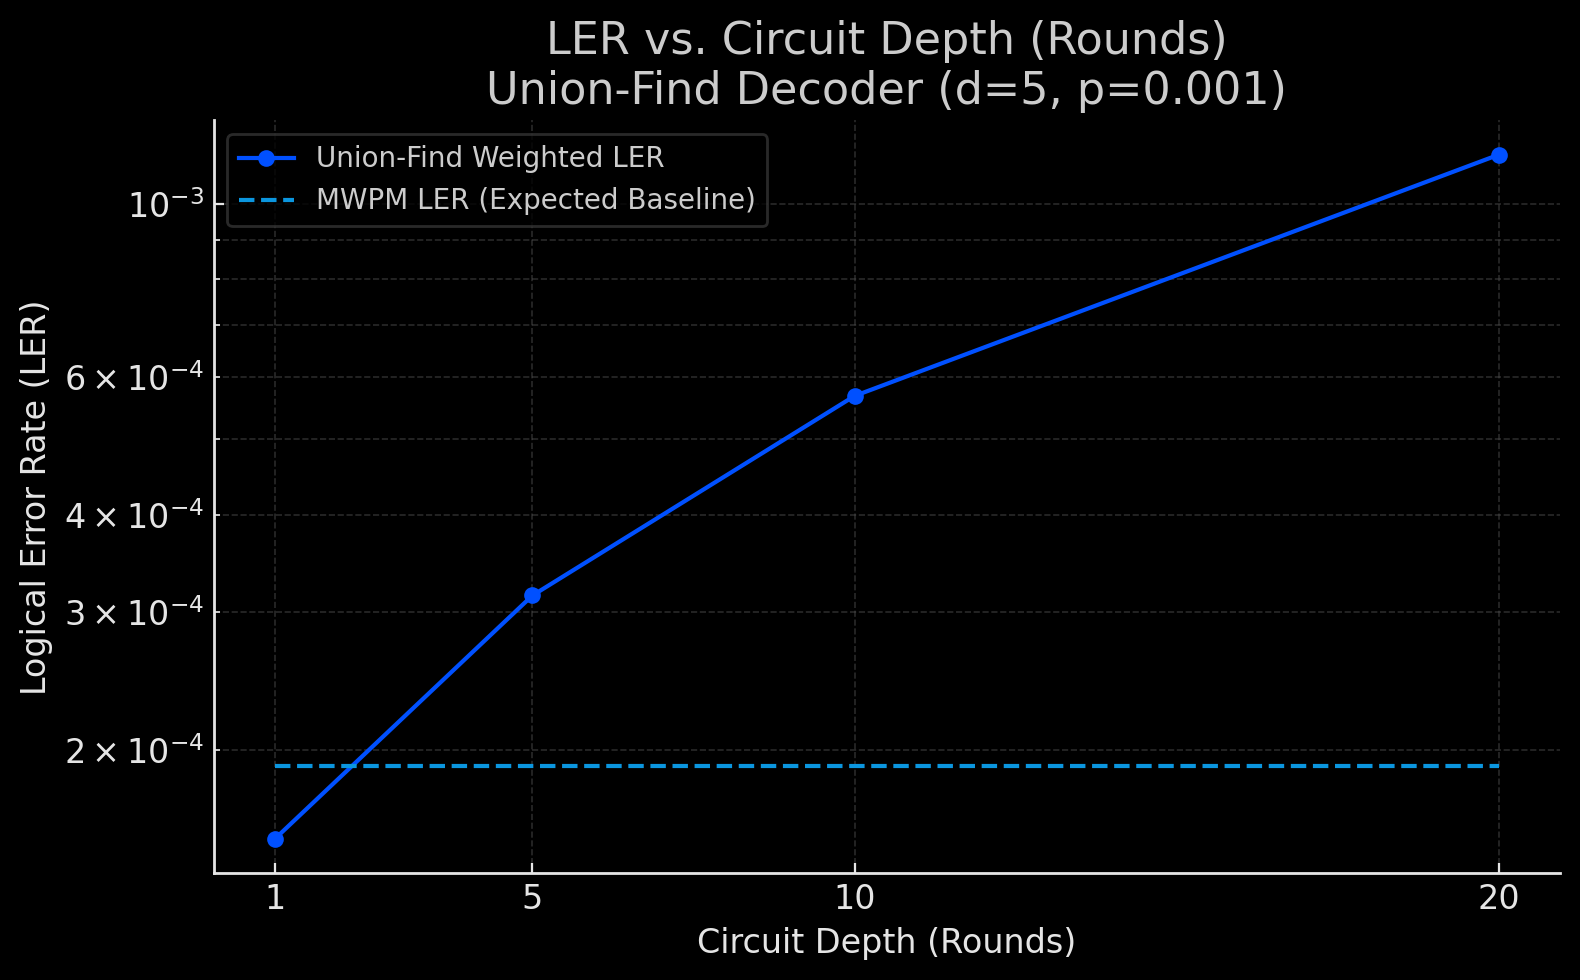 LER vs. Circuit Depth (Rounds)
Union-Find Decoder (d=5, p=0.001)
Union-Find Weighted LER
MWPM LER (Expected Baseline)
Logical Error Rate (LER)
10⁻³
6 × 10⁻⁴
4 × 10⁻⁴
3 × 10⁻⁴
2 × 10⁻⁴
1 5 10 20
Circuit Depth (Rounds)